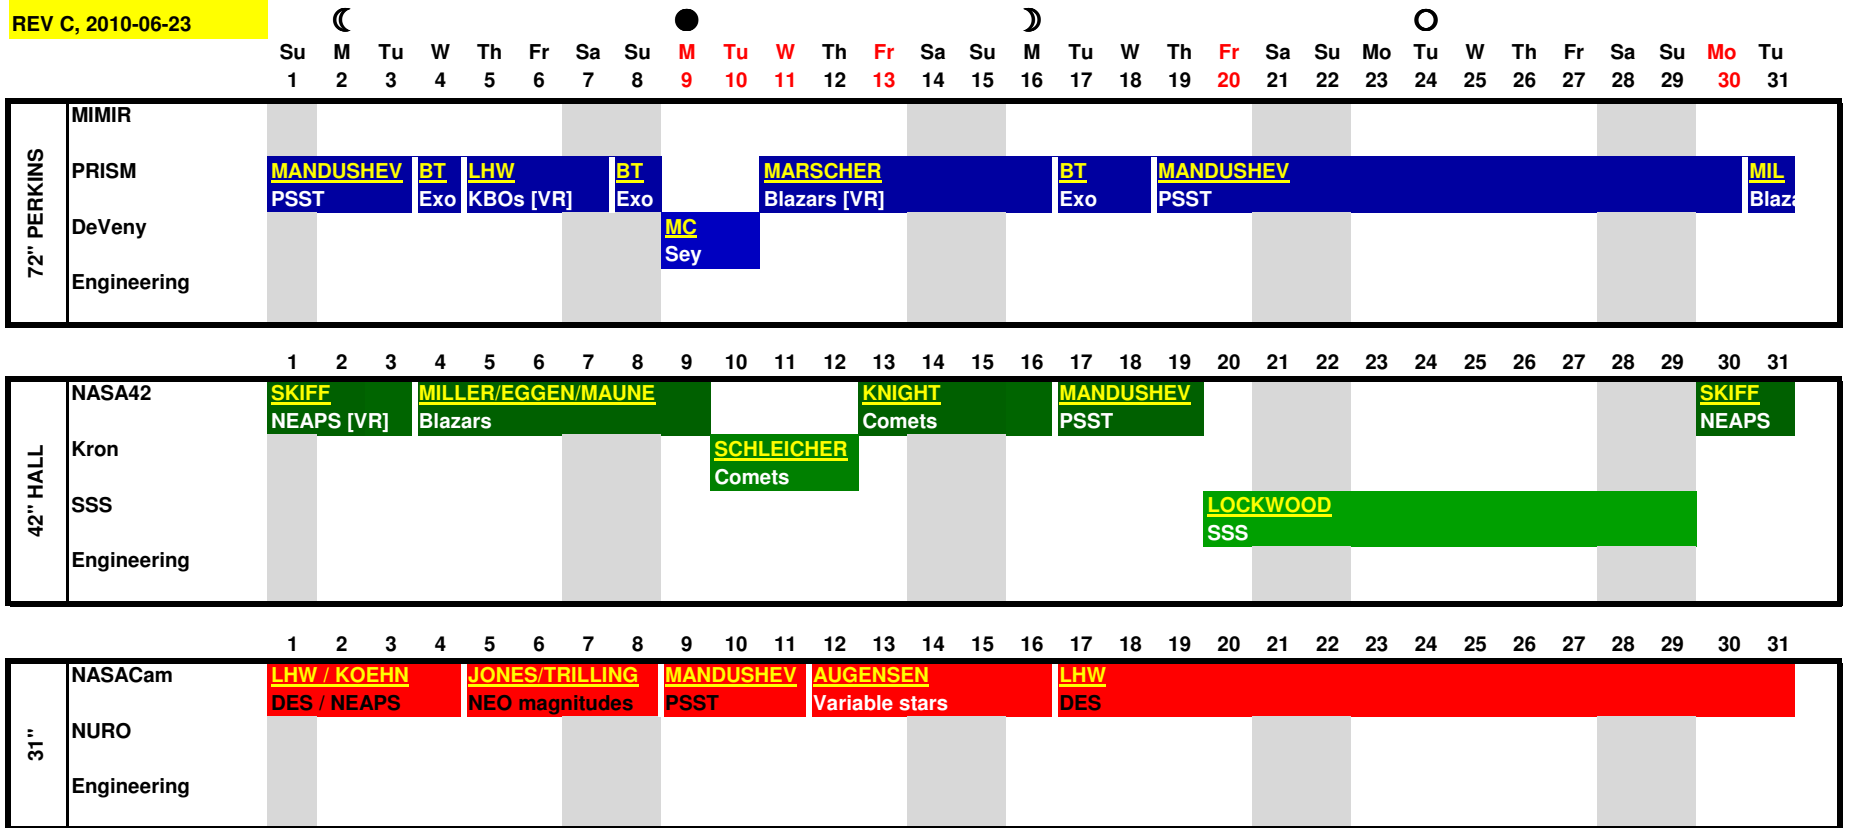 REV C, 2010-06-23
Su M Tu W Th Fr Sa Su M Tu W Th Fr Sa Su M Tu W Th Fr Sa Su Mo Tu W Th Fr Sa Su Mo Tu
1 2 3 4 5 6 7 8 9 10 11 12 13 14 15 16 17 18 19 20 21 22 23 24 25 26 27 28 29 30 31
72" PERKINS
MIMIR
PRISM MANDUSHEV BT LHW BT MARSCHER BT MANDUSHEV MIL
PSST Exo KBOs [VR] Exo Blazars [VR] Exo PSST Blaza
DeVeny MC
Sey
Engineering
1 2 3 4 5 6 7 8 9 10 11 12 13 14 15 16 17 18 19 20 21 22 23 24 25 26 27 28 29 30 31
42" HALL
NASA42 SKIFF MILLER/EGGEN/MAUNE KNIGHT MANDUSHEV SKIFF
NEAPS [VR] Blazars Comets PSST NEAPS
Kron SCHLEICHER
Comets
SSS LOCKWOOD
SSS
Engineering
1 2 3 4 5 6 7 8 9 10 11 12 13 14 15 16 17 18 19 20 21 22 23 24 25 26 27 28 29 30 31
31"
NASACam LHW / KOEHN JONES/TRILLING MANDUSHEV AUGENSEN LHW
DES / NEAPS NEO magnitudes PSST Variable stars DES
NURO
Engineering